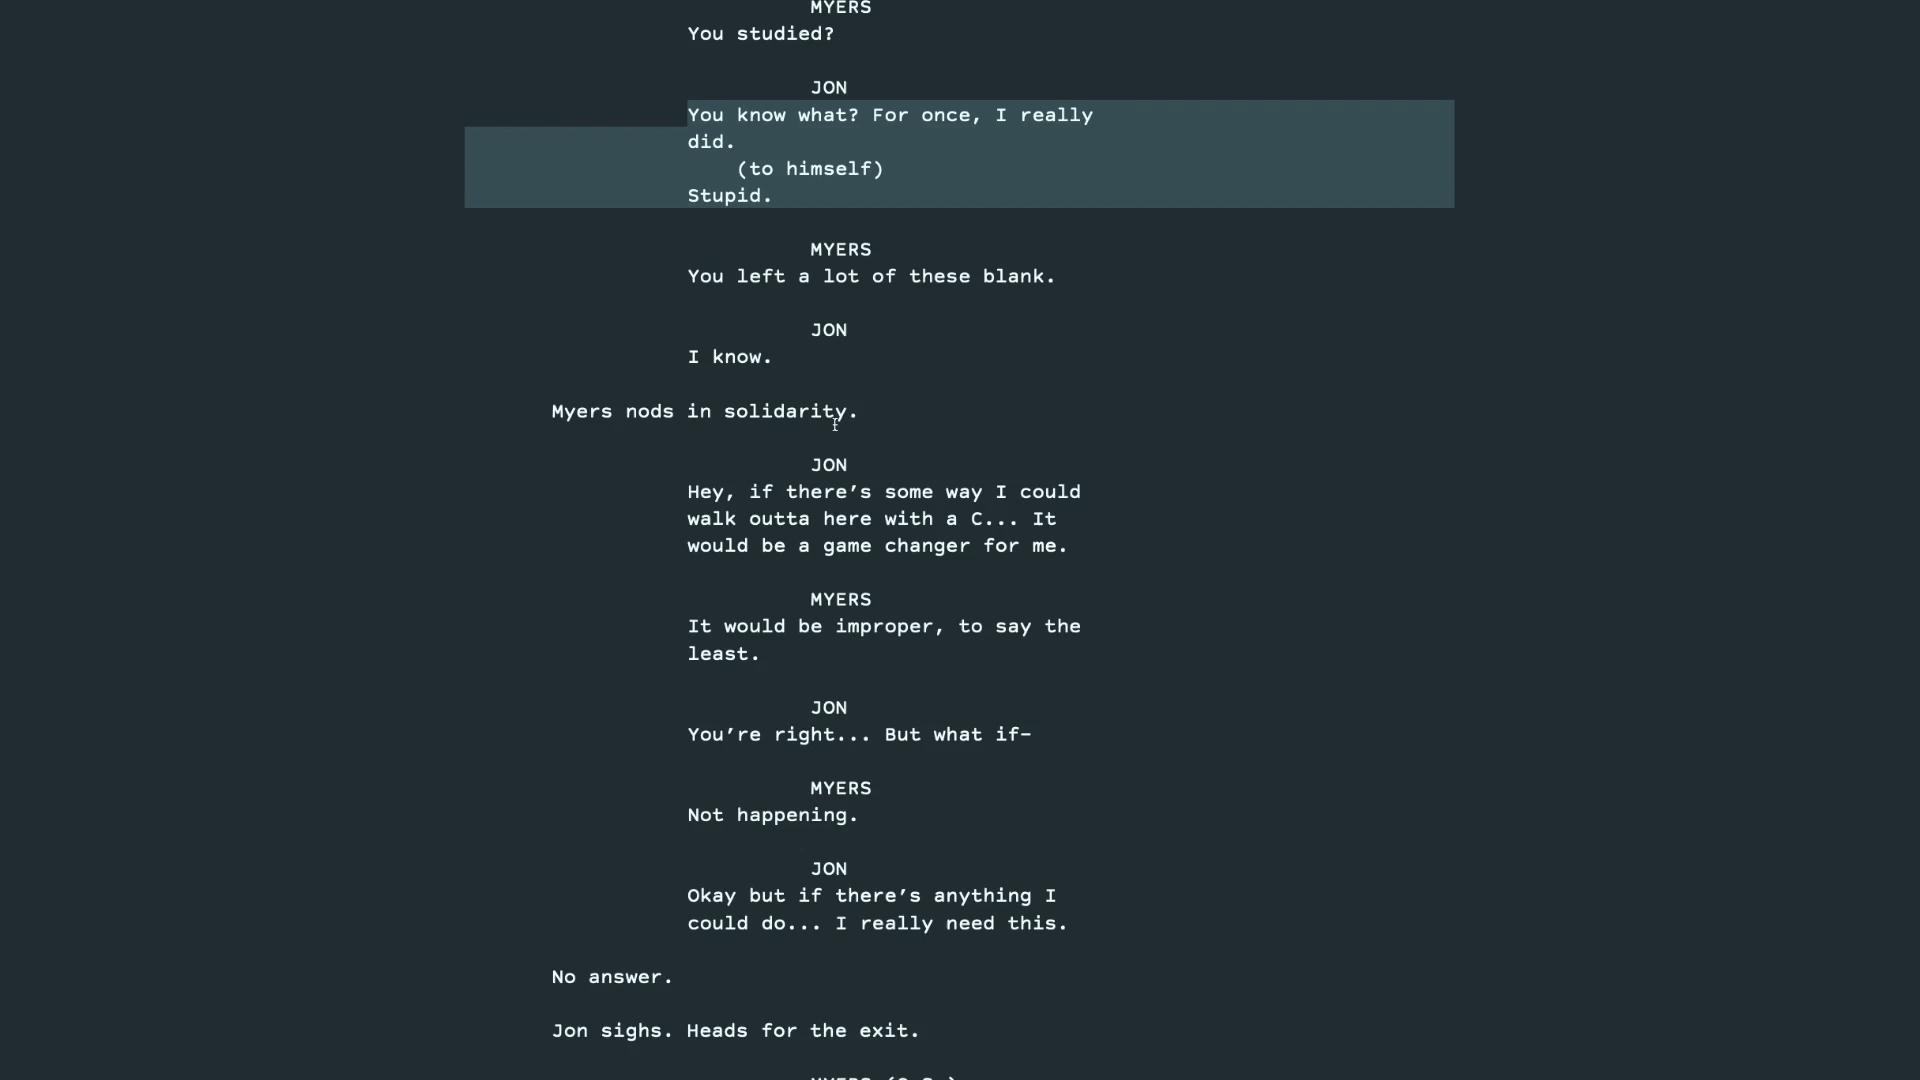 MYERS
You studied?
JON
You know what? For once, I really
did.
(to himself)
Stupid.
MYERS
You left a lot of these blank.
JON
I know.
Myers nods in solidarity.
JON
Hey, if there’s some way I could
walk outta here with a C... It
would be a game changer for me.
MYERS
It would be improper, to say the
least.
JON
You’re right... But what if-
MYERS
Not happening.
JON
Okay but if there’s anything I
could do... I really need this.
No answer.
Jon sighs. Heads for the exit.
MYERS